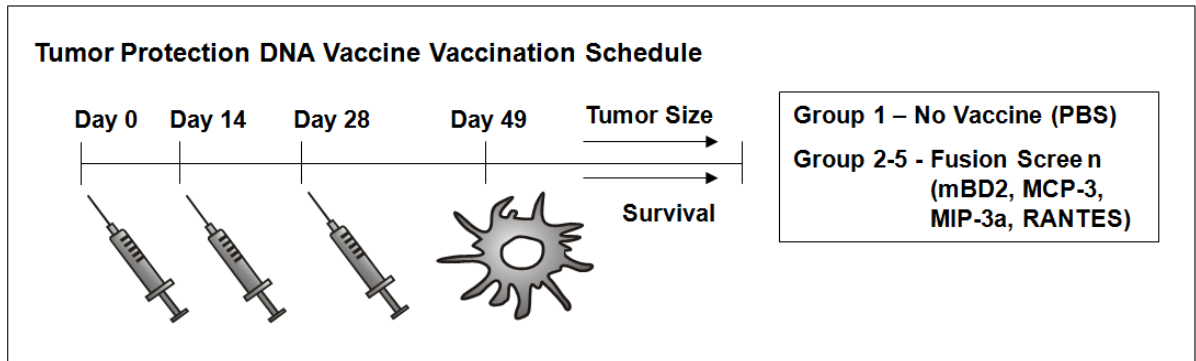 Tumor Protection DNA Vaccine Vaccination Schedule
Day 0 Day 14 Day 28 Day 49
Tumor Size
Survival
Group 1 – No Vaccine (PBS)
Group 2-5 - Fusion Screen
(mBD2, MCP-3,
MIP-3a, RANTES)